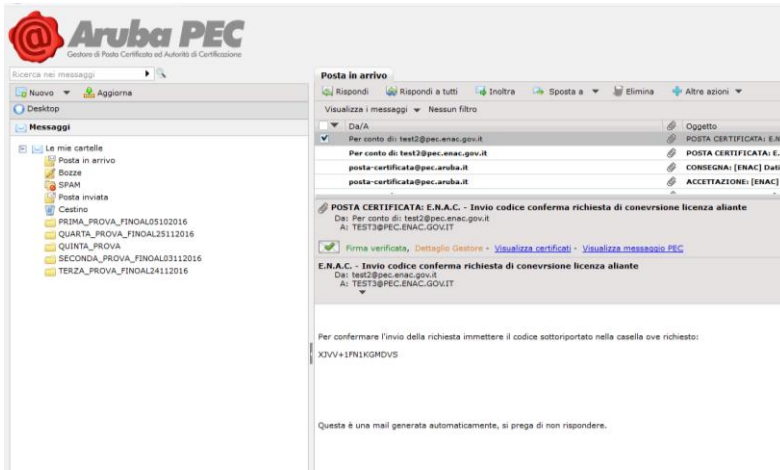 Aruba PEC
Gestore di Posta Certificata ed Autorità di Certificazione
Ricerca nei messaggi
Nuovo Aggiorna
Desktop
Messaggi
Le mie cartelle
Posta in arrivo
Bozze
SPAM
Posta inviata
Cestino
PRIMA_PROVA_FINOAL05102016
QUARTA_PROVA_FINOAL25112016
QUINTA_PROVA
SECONDA_PROVA_FINOAL03112016
TERZA_PROVA_FINOAL24112016
Posta in arrivo
Rispondi Rispondi a tutti Inoltra Sposta a Elimina Altre azioni
Visualizza i messaggi Nessun filtro
Da/A Oggetto
Per conto di: test2@pec.enac.gov.it POSTA CERTIFICATA: E.N
Per conto di: test2@pec.enac.gov.it POSTA CERTIFICATA: E.
posta-certificata@pec.aruba.it CONSEGNA: [ENAC] Dati
posta-certificata@pec.aruba.it ACCETTAZIONE: [ENAC]
POSTA CERTIFICATA: E.N.A.C. - Invio codice conferma richiesta di conevrsione licenza aliante
Da: Per conto di: test2@pec.enac.gov.it
A: TEST3@PEC.ENAC.GOV.IT
Firma verificata, Dettaglio Gestore - Visualizza certificati - Visualizza messaggio PEC
E.N.A.C. - Invio codice conferma richiesta di conevrsione licenza aliante
Da: test2@pec.enac.gov.it
A: TEST3@PEC.ENAC.GOV.IT
Per confermare l'invio della richiesta immettere il codice sottoriportato nella casella ove richiesto:
XJVV+1FN1KGMDVS
Questa è una mail generata automaticamente, si prega di non rispondere.